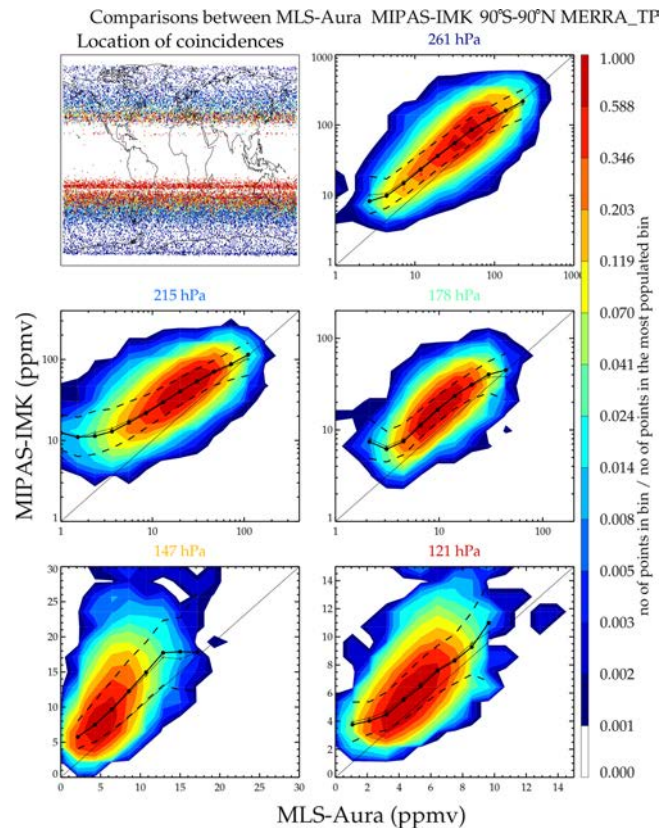 Comparisons between MLS-Aura MIPAS-IMK 90°S-90°N MERRA_TP
Location of coincidences
261 hPa
1000
100
10
1
1 10 100 1000
215 hPa
178 hPa
100
10
1
1 10 100
100
10
1
1 10 100
147 hPa
121 hPa
30
25
20
15
10
5
0
0 5 10 15 20 25 30
14
12
10
8
6
4
2
0
0 2 4 6 8 10 12 14
MIPAS-IMK (ppmv)
MLS-Aura (ppmv)
1.000
0.588
0.346
0.203
0.119
0.070
0.041
0.024
0.014
0.008
0.005
0.003
0.002
0.001
0.000
no of points in bin / no of points in the most populated bin